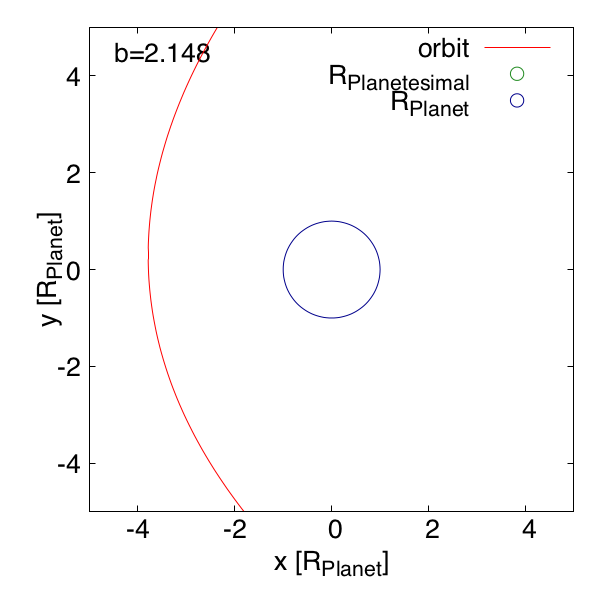 b=2.148
orbit
R_Planetesimal
R_Planet
4
2
0
-2
-4
y [R_Planet]
-4 -2 0 2 4
x [R_Planet]